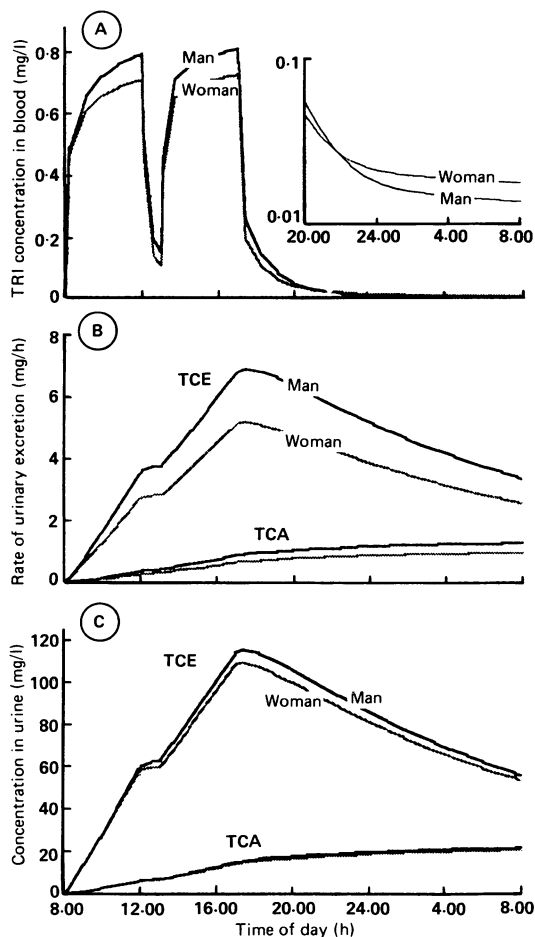 A
TRI concentration in blood (mg/l)
0·8
0·6
0·4
0·2
0
Man
Woman
0·1
0·01
Woman
Man
20·00 24·00 4·00 8·00
B
Rate of urinary excretion (mg/h)
8
6
4
2
0
TCE
Man
Woman
TCA
C
Concentration in urine (mg/l)
120
100
80
60
40
20
0
TCE
Woman
Man
TCA
8·00 12·00 16·00 20·00 24·00 4·00 8·00
Time of day (h)